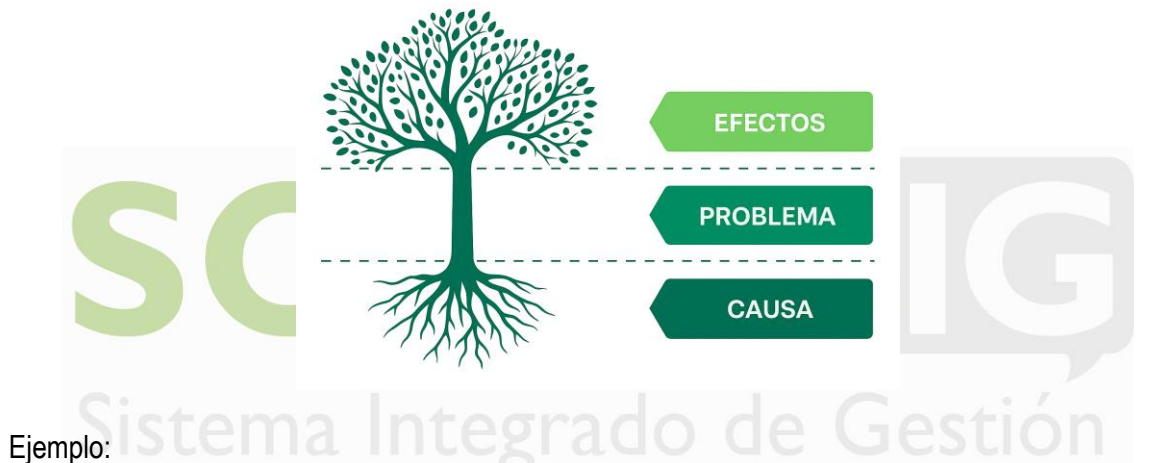 EFECTOS
PROBLEMA
CAUSA
Sistema Integrado de Gestión
Ejemplo: